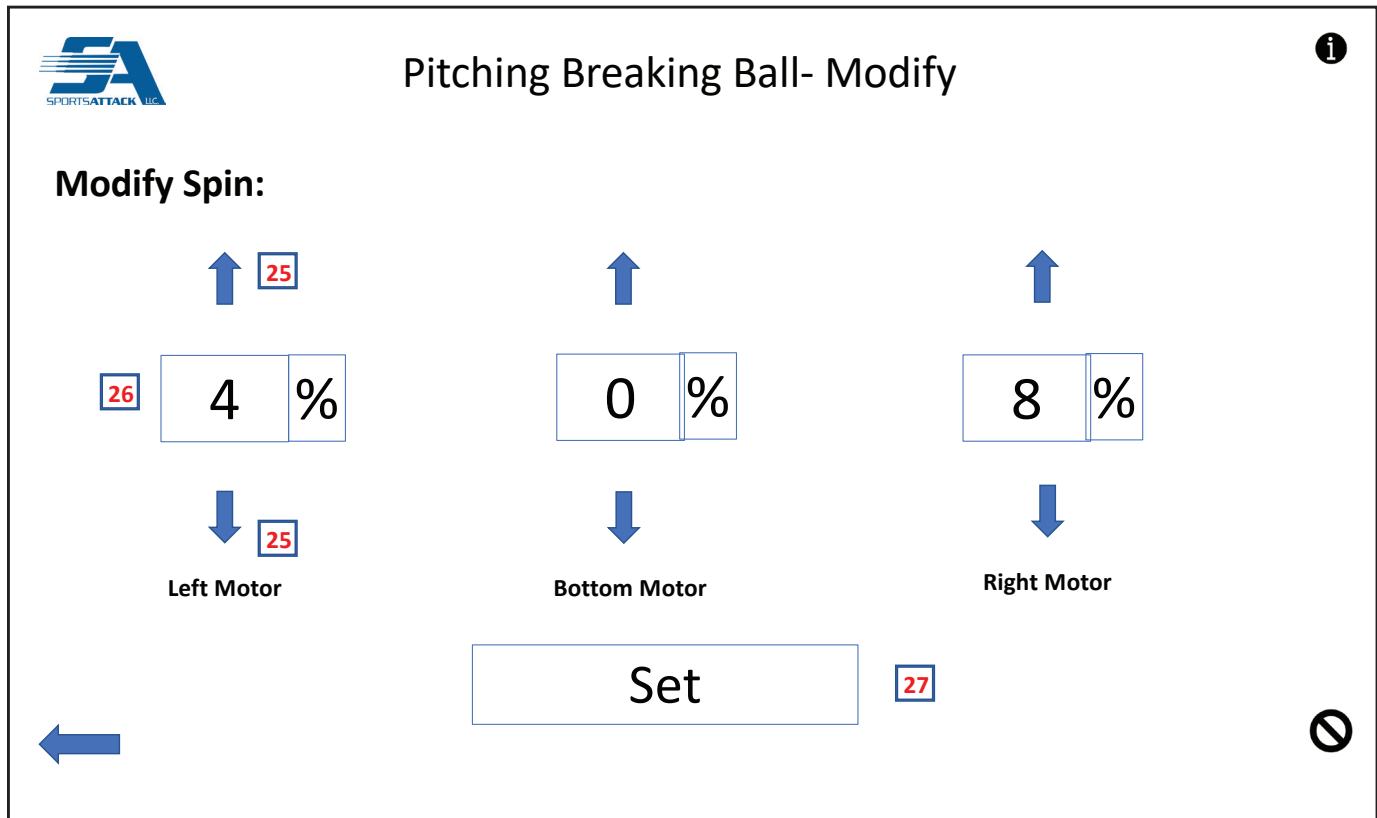 SA
SPORTSATTACK LLC.
Pitching Breaking Ball- Modify
i
Modify Spin:
25
26
4 %
0 %
8 %
25
Left Motor
Bottom Motor
Right Motor
Set
27